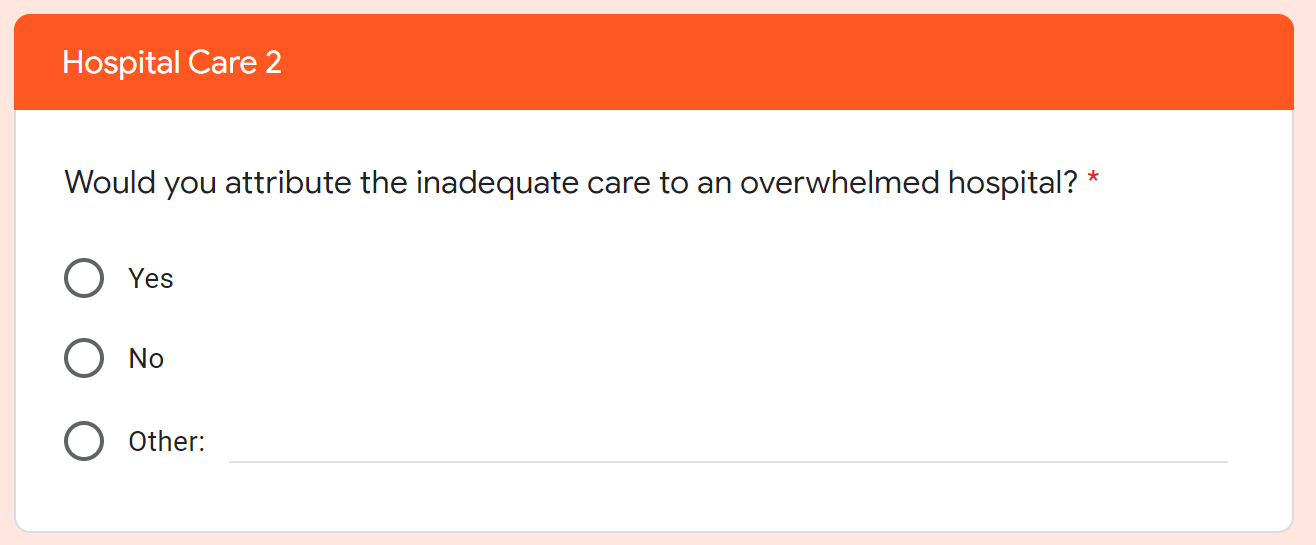 Hospital Care 2
Would you attribute the inadequate care to an overwhelmed hospital? *
Yes
No
Other: